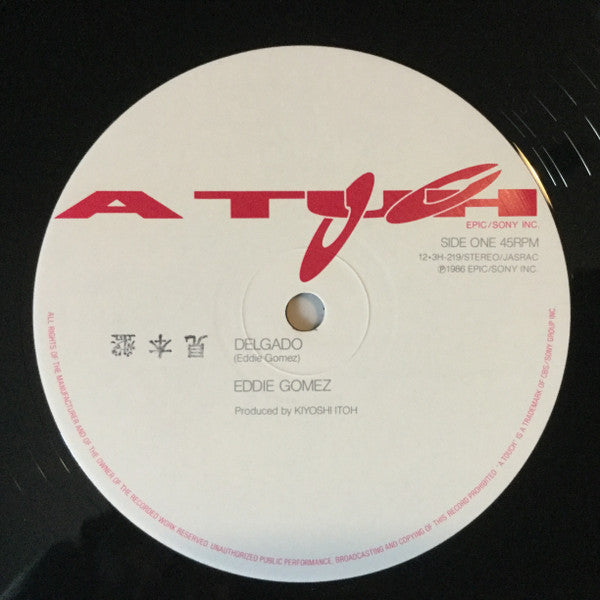 A TOUCH
EPIC/SONY INC.
SIDE ONE 45RPM
12•3H-219/STEREO/JASRAC
℗1986 EPIC/SONY INC.
見本盤
DELGADO
(Eddie Gomez)
EDDIE GOMEZ
Produced by KIYOSHI ITOH
ALL RIGHTS OF THE MANUFACTURER AND OF THE OWNER OF THE RECORDED WORK RESERVED. UNAUTHORIZED PUBLIC PERFORMANCE, BROADCASTING AND COPYING OF THIS RECORD PROHIBITED · 'A TOUCH' IS A TRADEMARK OF CBS/SONY GROUP INC.